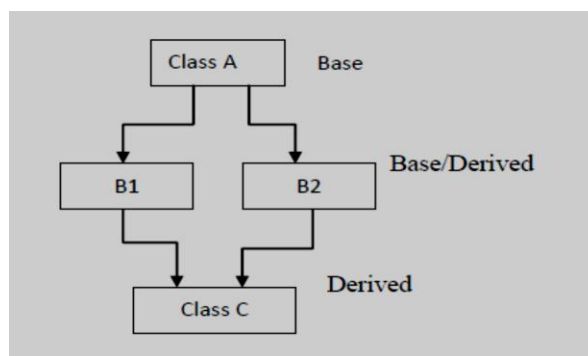 Class A
Base
B1
B2
Base/Derived
Class C
Derived